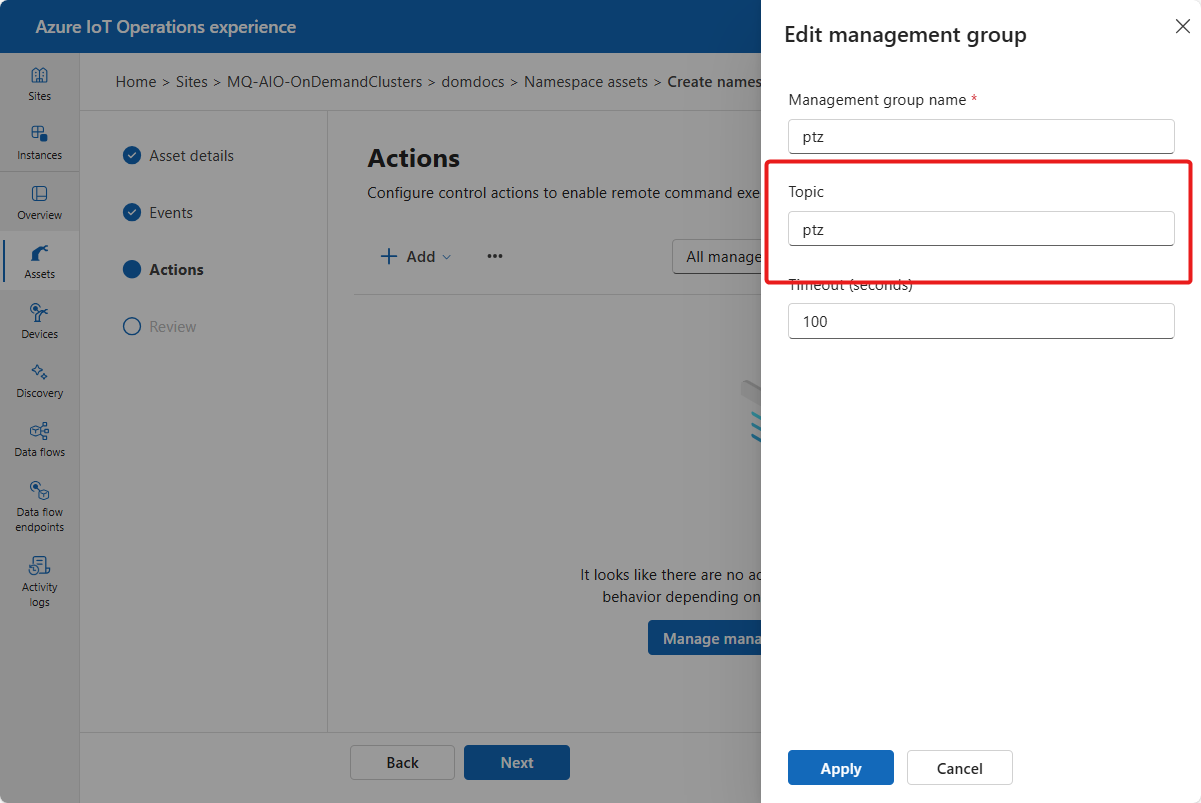 Azure IoT Operations experience
Sites
Instances
Overview
Assets
Devices
Discovery
Data flows
Data flow
endpoints
Activity
logs
Home > Sites > MQ-AIO-OnDemandClusters > domdocs > Namespace assets > Create names
Asset details
Events
Actions
Review
Actions
Configure control actions to enable remote command exe
Add
•••
All manage
It looks like there are no ac
behavior depending on
Manage mana
Back
Next
Edit management group
Management group name *
ptz
Topic
ptz
Timeout (seconds)
100
Apply
Cancel